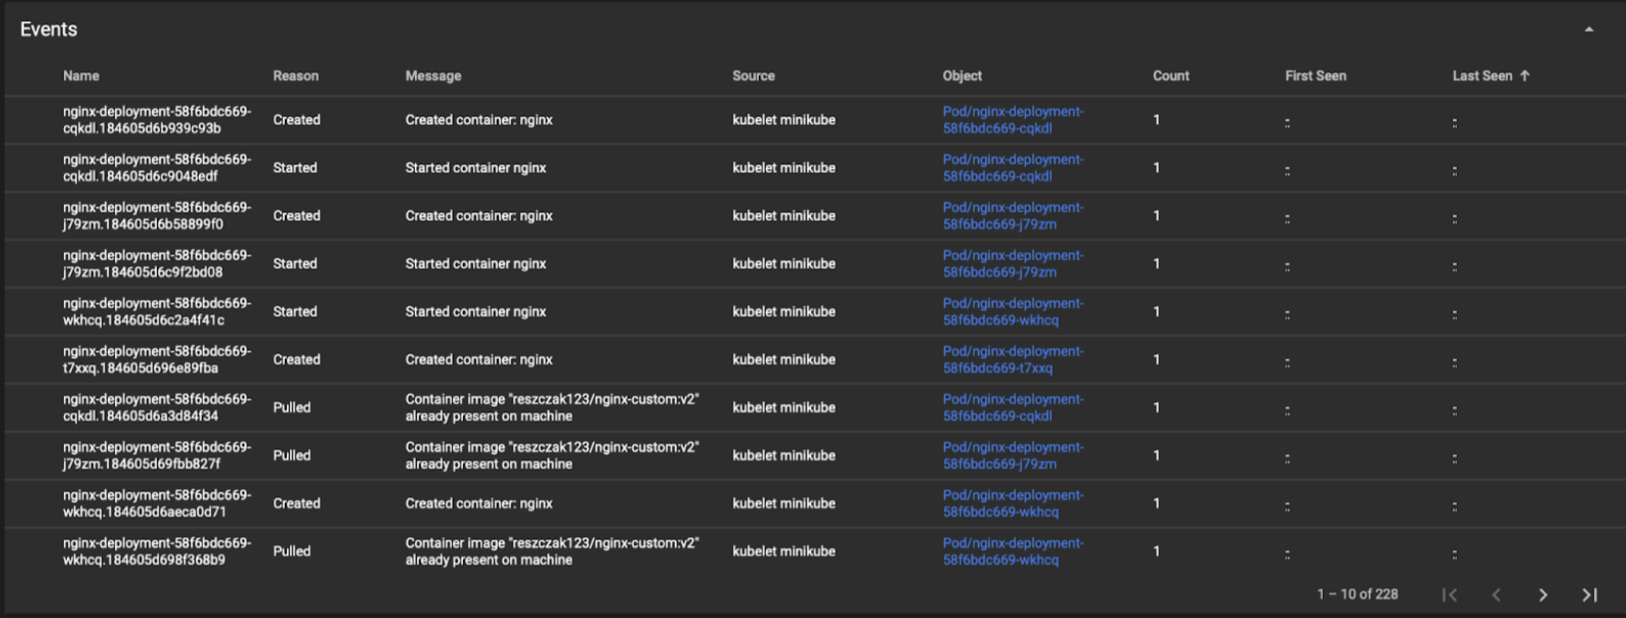 Events
Name Reason Message Source Object Count First Seen Last Seen ↑
nginx-deployment-58f6bdc669-
cqkdl.184605d6b939c93b Created Created container: nginx kubelet minikube Pod/nginx-deployment-
58f6bdc669-cqkdl 1 :: ::
nginx-deployment-58f6bdc669-
cqkdl.184605d6c9048edf Started Started container nginx kubelet minikube Pod/nginx-deployment-
58f6bdc669-cqkdl 1 :: ::
nginx-deployment-58f6bdc669-
j79zm.184605d6b58899f0 Created Created container: nginx kubelet minikube Pod/nginx-deployment-
58f6bdc669-j79zm 1 :: ::
nginx-deployment-58f6bdc669-
j79zm.184605d6c9f2bd08 Started Started container nginx kubelet minikube Pod/nginx-deployment-
58f6bdc669-j79zm 1 :: ::
nginx-deployment-58f6bdc669-
wkhcq.184605d6c2a4f41c Started Started container nginx kubelet minikube Pod/nginx-deployment-
58f6bdc669-wkhcq 1 :: ::
nginx-deployment-58f6bdc669-
t7xxq.184605d696e89fba Created Created container: nginx kubelet minikube Pod/nginx-deployment-
58f6bdc669-t7xxq 1 :: ::
nginx-deployment-58f6bdc669-
cqkdl.184605d6a3d84f34 Pulled Container image "reszczak123/nginx-custom:v2"
already present on machine kubelet minikube Pod/nginx-deployment-
58f6bdc669-cqkdl 1 :: ::
nginx-deployment-58f6bdc669-
j79zm.184605d69fbb827f Pulled Container image "reszczak123/nginx-custom:v2"
already present on machine kubelet minikube Pod/nginx-deployment-
58f6bdc669-j79zm 1 :: ::
nginx-deployment-58f6bdc669-
wkhcq.184605d6aeca0d71 Created Created container: nginx kubelet minikube Pod/nginx-deployment-
58f6bdc669-wkhcq 1 :: ::
nginx-deployment-58f6bdc669-
wkhcq.184605d698f368b9 Pulled Container image "reszczak123/nginx-custom:v2"
already present on machine kubelet minikube Pod/nginx-deployment-
58f6bdc669-wkhcq 1 :: ::
1 – 10 of 228